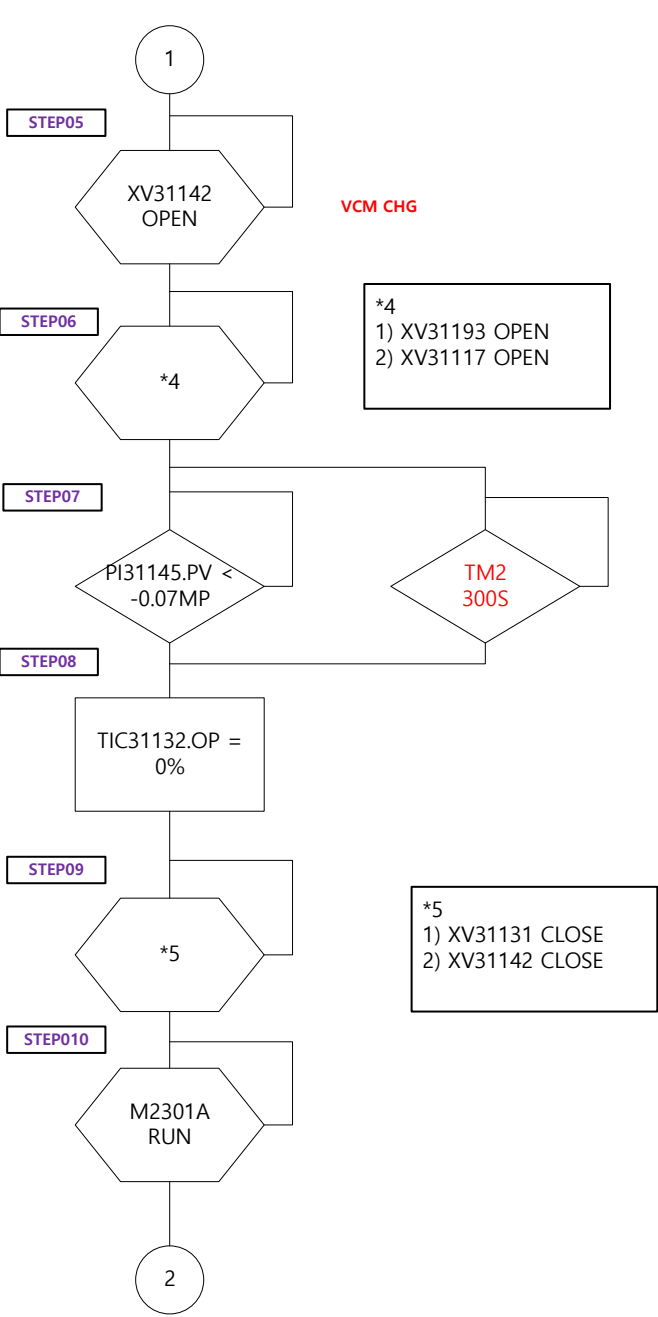 1
STEP05
XV31142
OPEN
VCM CHG
STEP06
*4
*4
1) XV31193 OPEN
2) XV31117 OPEN
STEP07
PI31145.PV <
-0.07MP
TM2
300S
STEP08
TIC31132.OP =
0%
STEP09
*5
*5
1) XV31131 CLOSE
2) XV31142 CLOSE
STEP010
M2301A
RUN
2